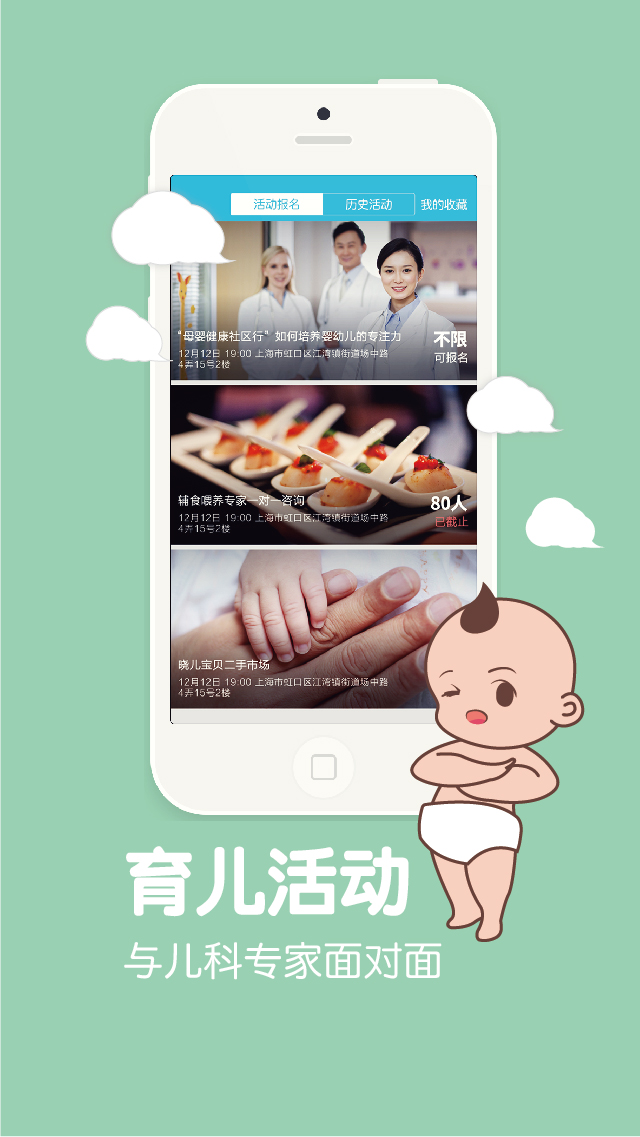 活动报名 历史活动 我的收藏
“母婴健康社区行”如何培养婴幼儿的专注力
不限
12月12日 19:00 上海市虹口区江湾镇街道场中路
4弄15号2楼
可报名
辅食喂养专家一对一咨询
80人
12月12日 19:00 上海市虹口区江湾镇街道场中路
4弄15号2楼
已截止
晓儿宝贝二手市场
12月12日 19:00 上海市虹口区江湾镇街道场中路
4弄15号2楼
育儿活动
与儿科专家面对面